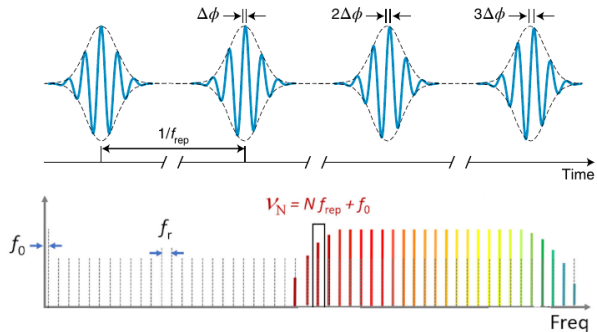 Δϕ 2Δϕ 3Δϕ
1/f_rep
Time
ν_N = N f_rep + f_0
f_0
f_r
Freq